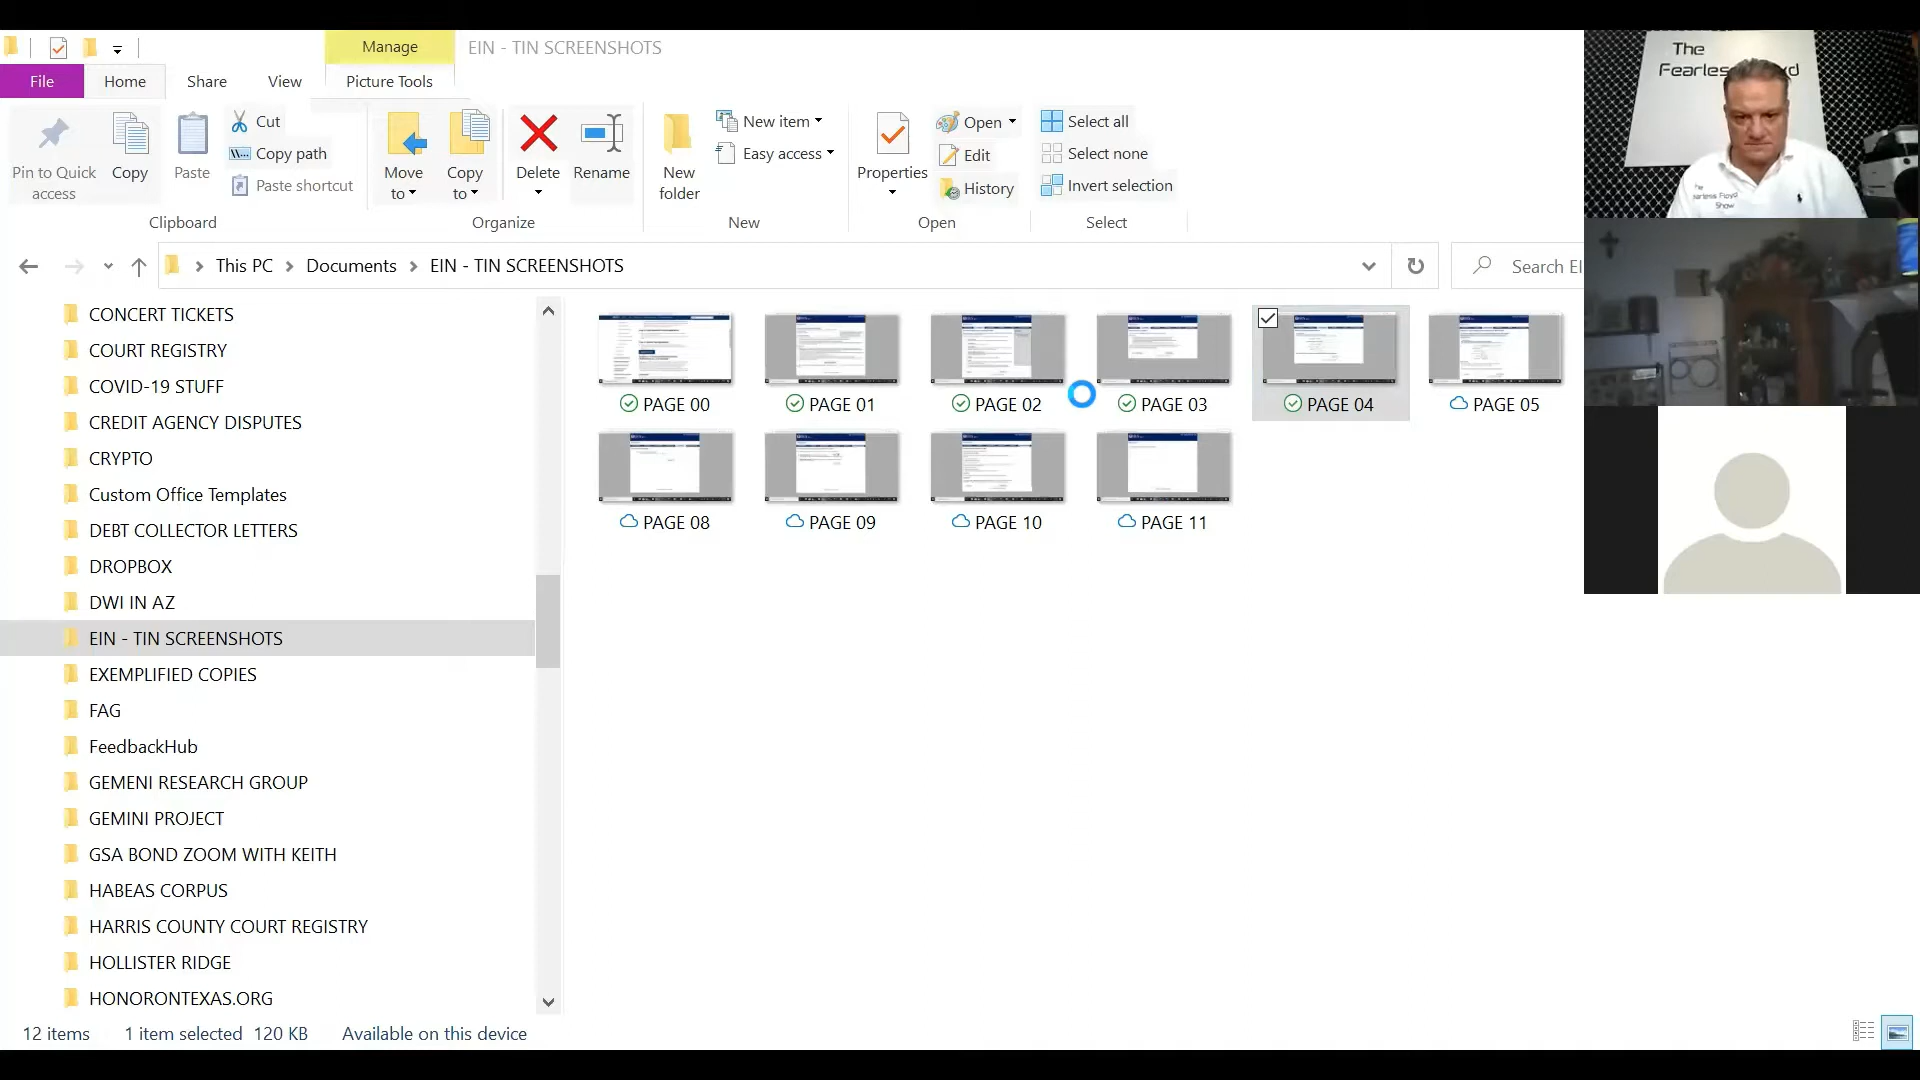 Manage
EIN - TIN SCREENSHOTS
File
Home
Share
View
Picture Tools
Pin to Quick access
Copy
Paste
Cut
Copy path
Paste shortcut
Clipboard
Move to
Copy to
Delete
Rename
Organize
New folder
New item
Easy access
New
Properties
Open
Edit
History
Open
Select all
Select none
Invert selection
Select
This PC
Documents
EIN - TIN SCREENSHOTS
Search EI
CONCERT TICKETS
COURT REGISTRY
COVID-19 STUFF
CREDIT AGENCY DISPUTES
CRYPTO
Custom Office Templates
DEBT COLLECTOR LETTERS
DROPBOX
DWI IN AZ
EIN - TIN SCREENSHOTS
EXEMPLIFIED COPIES
FAG
FeedbackHub
GEMENI RESEARCH GROUP
GEMINI PROJECT
GSA BOND ZOOM WITH KEITH
HABEAS CORPUS
HARRIS COUNTY COURT REGISTRY
HOLLISTER RIDGE
HONORONTEXAS.ORG
PAGE 00
PAGE 01
PAGE 02
PAGE 03
PAGE 04
PAGE 05
PAGE 08
PAGE 09
PAGE 10
PAGE 11
12 items
1 item selected 120 KB
Available on this device
The
Fearles
yd
earless Floyd
Show